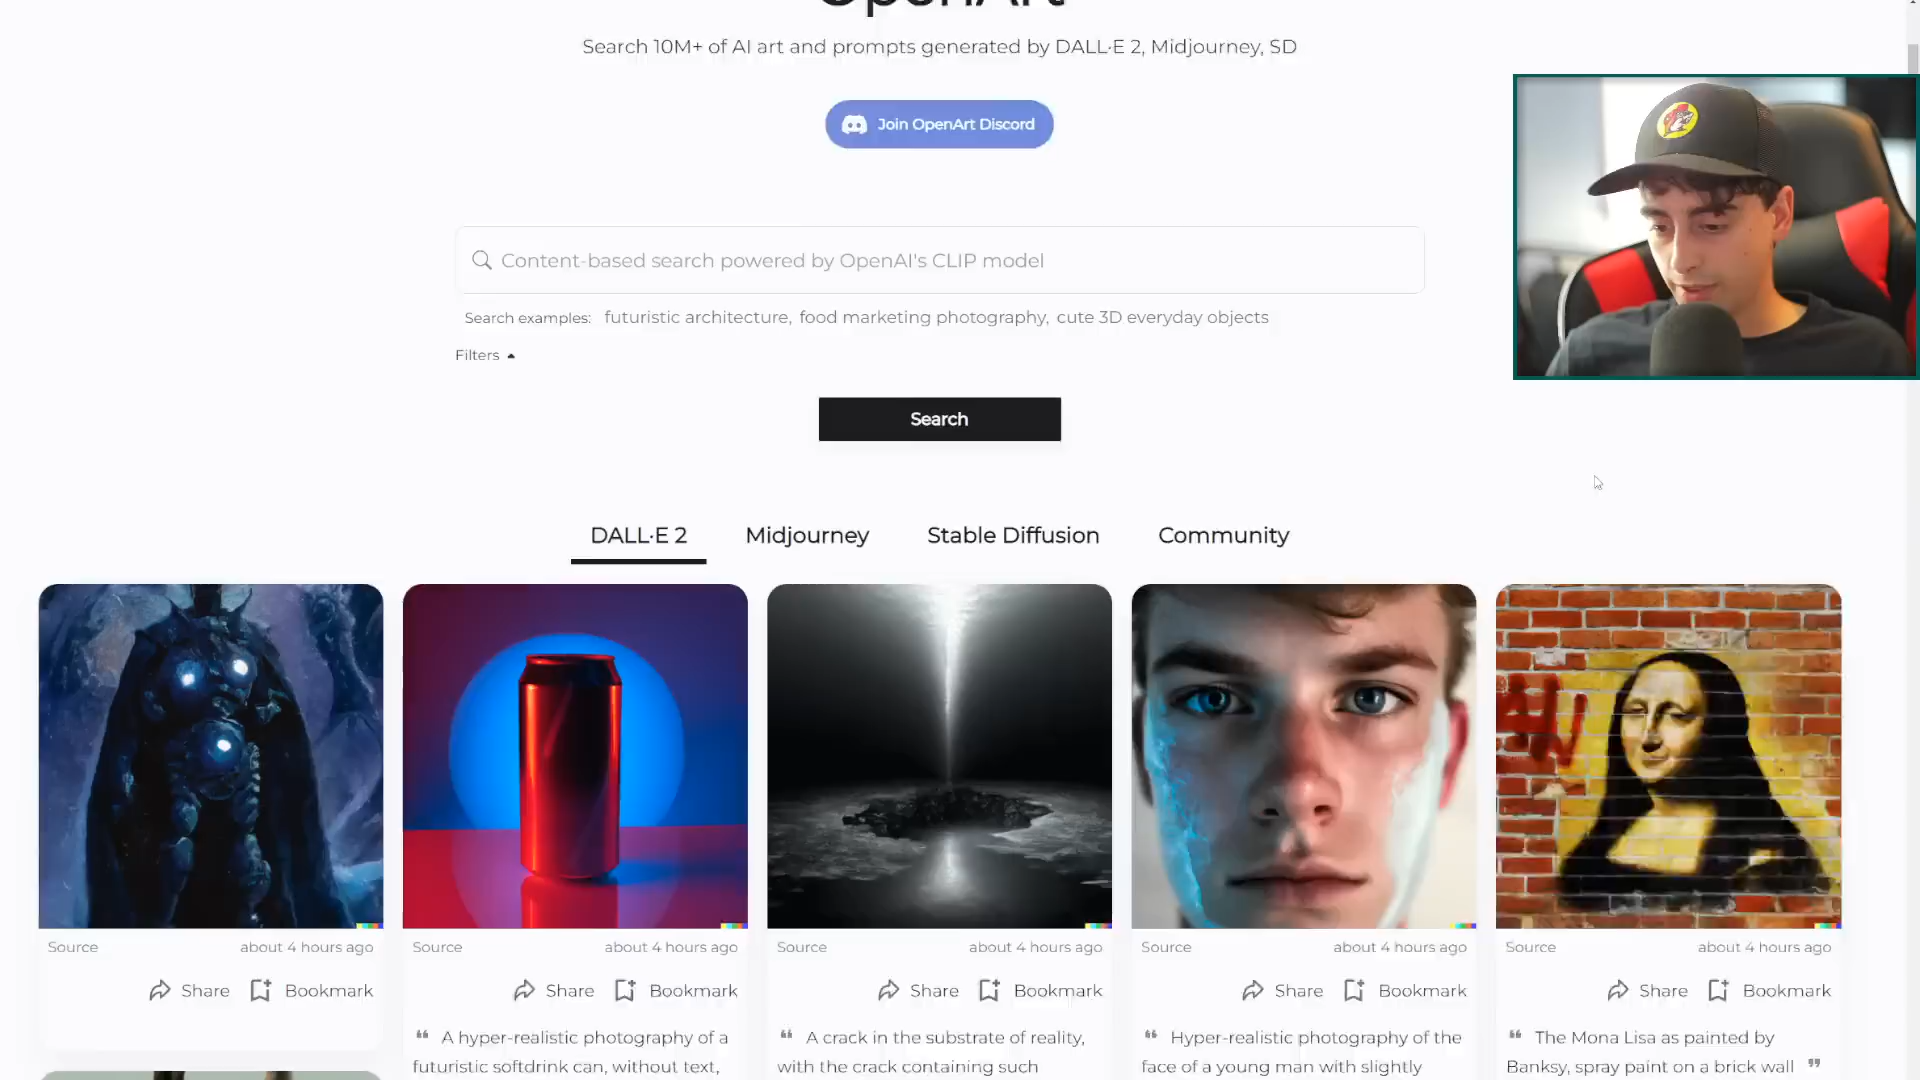 OpenArt
Search 10M+ of AI art and prompts generated by DALL·E 2, Midjourney, SD
Join OpenArt Discord
Content-based search powered by OpenAI's CLIP model
Search examples: futuristic architecture, food marketing photography, cute 3D everyday objects
Filters
Search
DALL·E 2 Midjourney Stable Diffusion Community
Source about 4 hours ago
Share Bookmark
Source about 4 hours ago
Share Bookmark
❝ A hyper-realistic photography of a
futuristic softdrink can, without text,
Source about 4 hours ago
Share Bookmark
❝ A crack in the substrate of reality,
with the crack containing such
Source about 4 hours ago
Share Bookmark
❝ Hyper-realistic photography of the
face of a young man with slightly
Source about 4 hours ago
Share Bookmark
❝ The Mona Lisa as painted by
Banksy, spray paint on a brick wall ❞